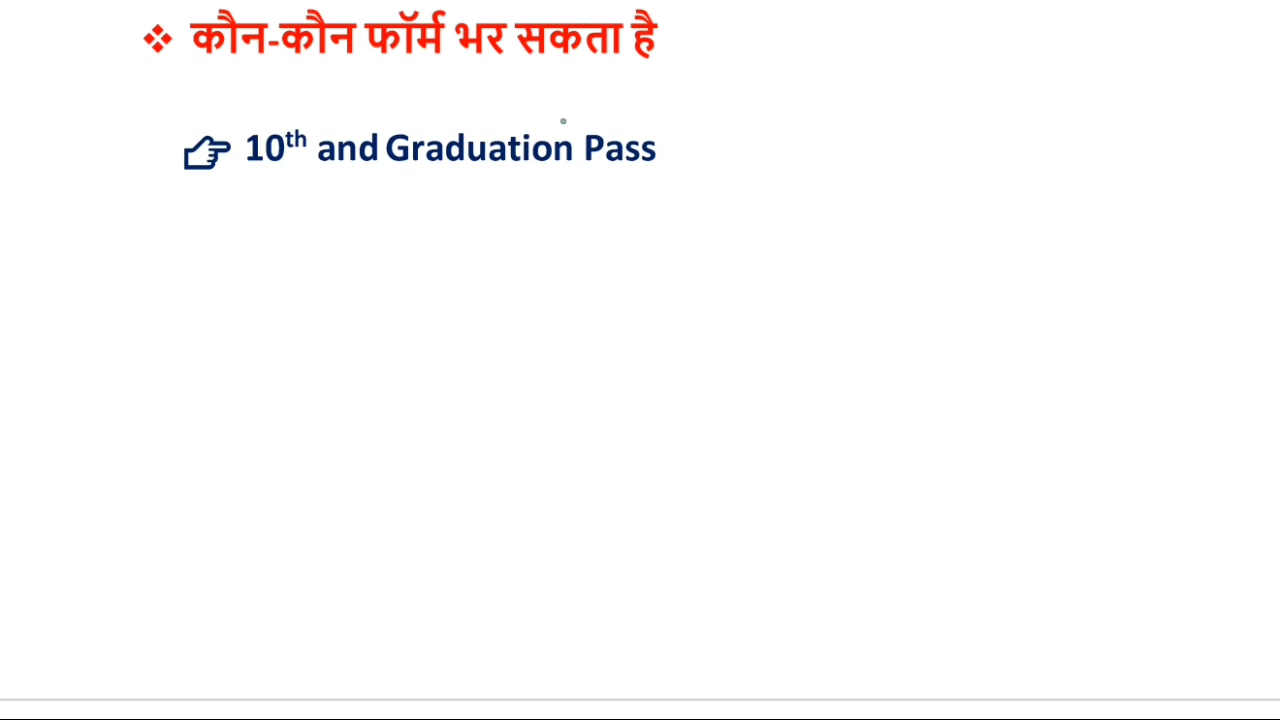 ❖ कौन-कौन फॉर्म भर सकता है
10th and Graduation Pass